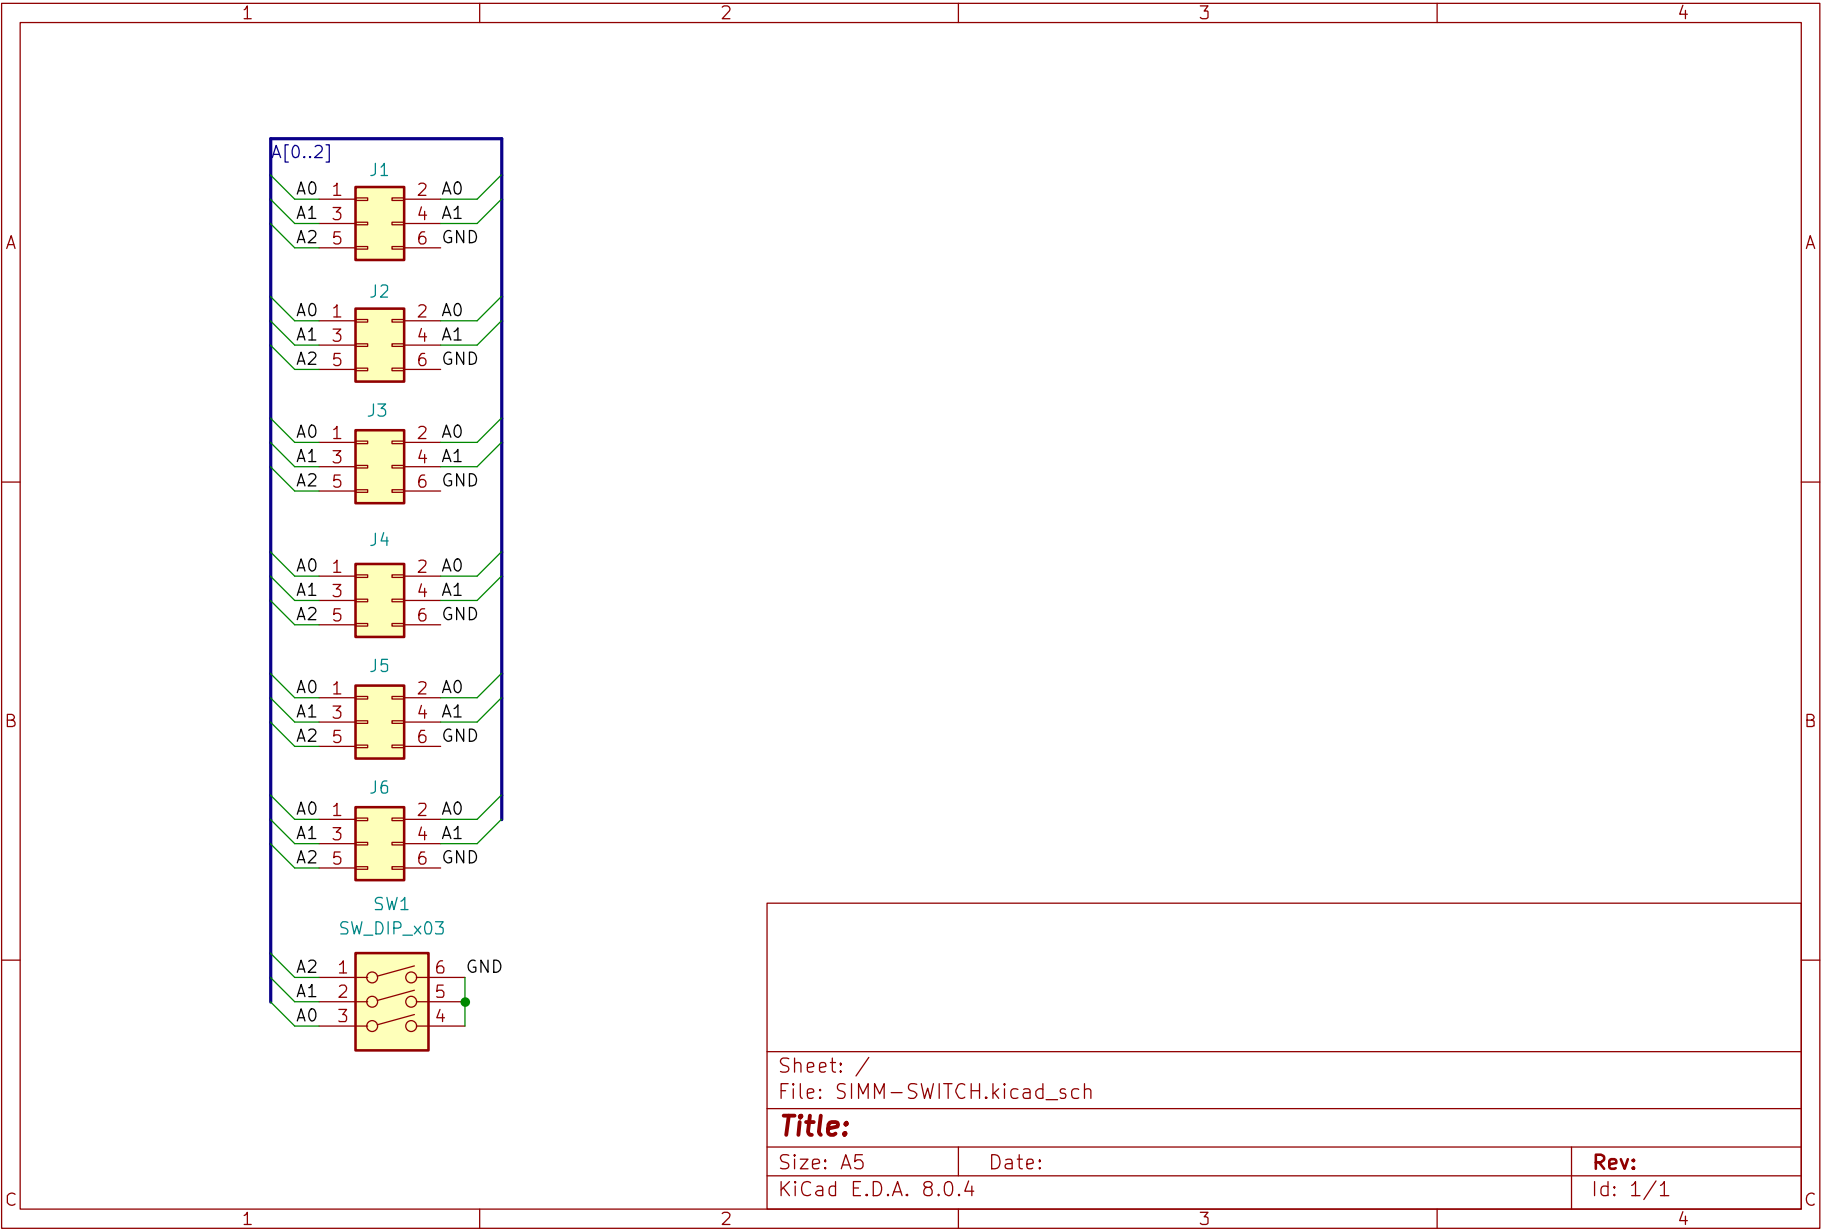 1 2 3 4
A[0..2]
J1
A0 1 2 A0
A1 3 4 A1
A2 5 6 GND
A A
J2
A0 1 2 A0
A1 3 4 A1
A2 5 6 GND
J3
A0 1 2 A0
A1 3 4 A1
A2 5 6 GND
J4
A0 1 2 A0
A1 3 4 A1
A2 5 6 GND
J5
A0 1 2 A0
A1 3 4 A1
B B
A2 5 6 GND
J6
A0 1 2 A0
A1 3 4 A1
A2 5 6 GND
SW1
SW_DIP_x03
A2 1 6 GND
A1 2 5
A0 3 4
Sheet: /
File: SIMM-SWITCH.kicad_sch
Title:
Size: A5 Date: Rev:
KiCad E.D.A. 8.0.4 Id: 1/1
C C
1 2 3 4